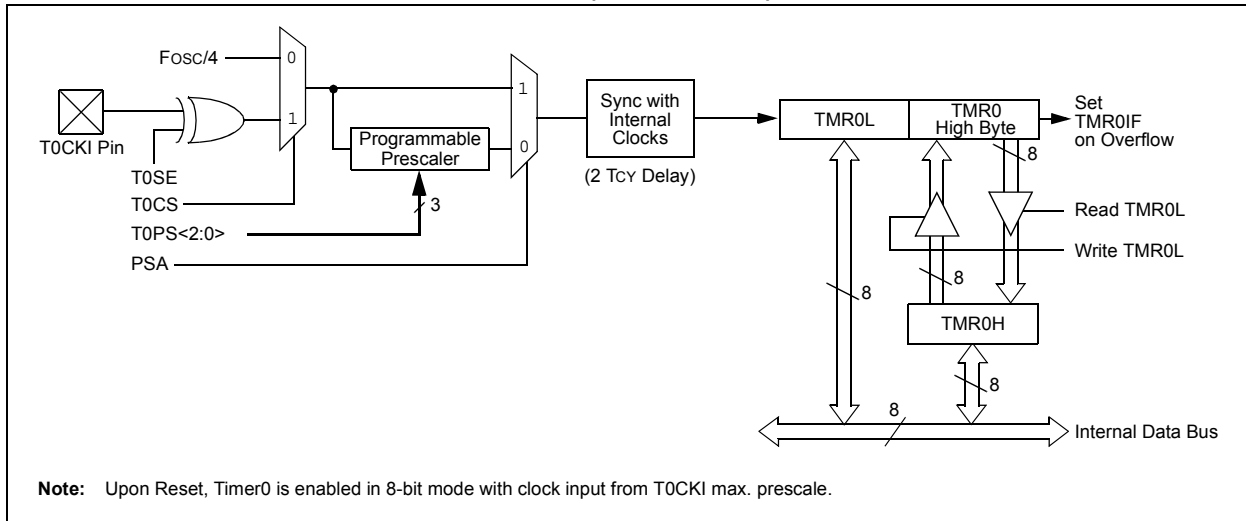 FOSC/4
0
1
T0CKI Pin
T0SE
T0CS
T0PS<2:0>
PSA
Programmable
Prescaler
3
1
0
Sync with
Internal
Clocks
(2 TCY Delay)
TMR0L
TMR0
High Byte
Set
TMR0IF
on Overflow
8
Read TMR0L
Write TMR0L
8
8
TMR0H
8
8
Internal Data Bus
Note: Upon Reset, Timer0 is enabled in 8-bit mode with clock input from T0CKI max. prescale.